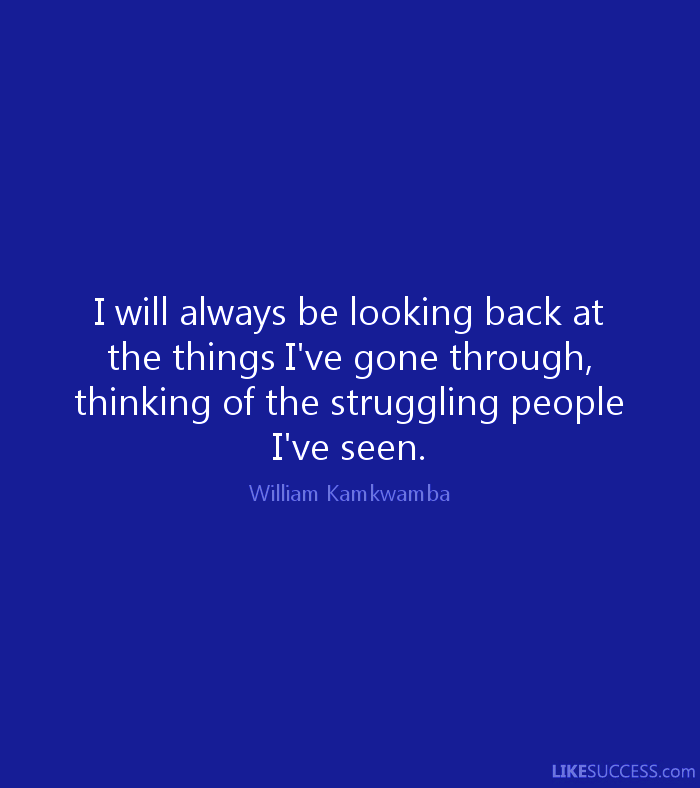 I will always be looking back at
the things I've gone through,
thinking of the struggling people
I've seen.
William Kamkwamba
LIKESUCCESS.com